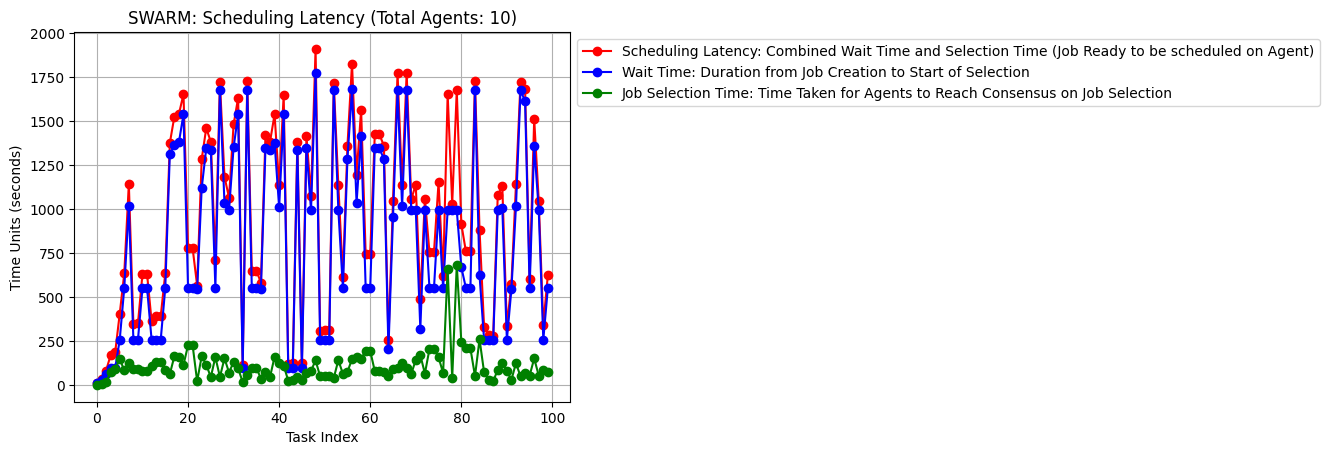 SWARM: Scheduling Latency (Total Agents: 10)
Scheduling Latency: Combined Wait Time and Selection Time (Job Ready to be scheduled on Agent)
Wait Time: Duration from Job Creation to Start of Selection
Job Selection Time: Time Taken for Agents to Reach Consensus on Job Selection
Time Units (seconds)
2000
1750
1500
1250
1000
750
500
250
0
0 20 40 60 80 100
Task Index